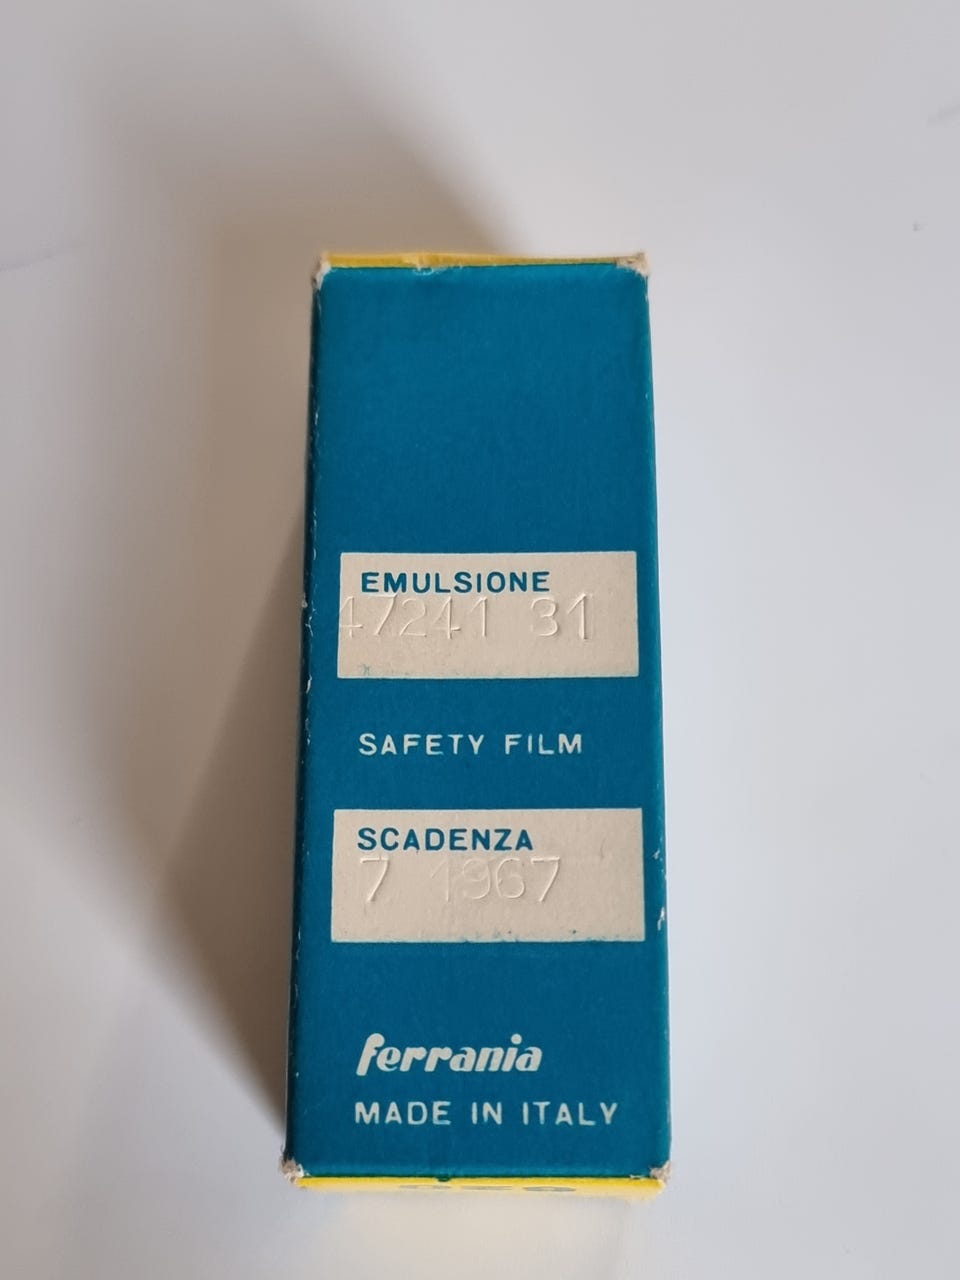 EMULSIONE
47241 31
SAFETY FILM
SCADENZA
7 1967
ferrania
MADE IN ITALY